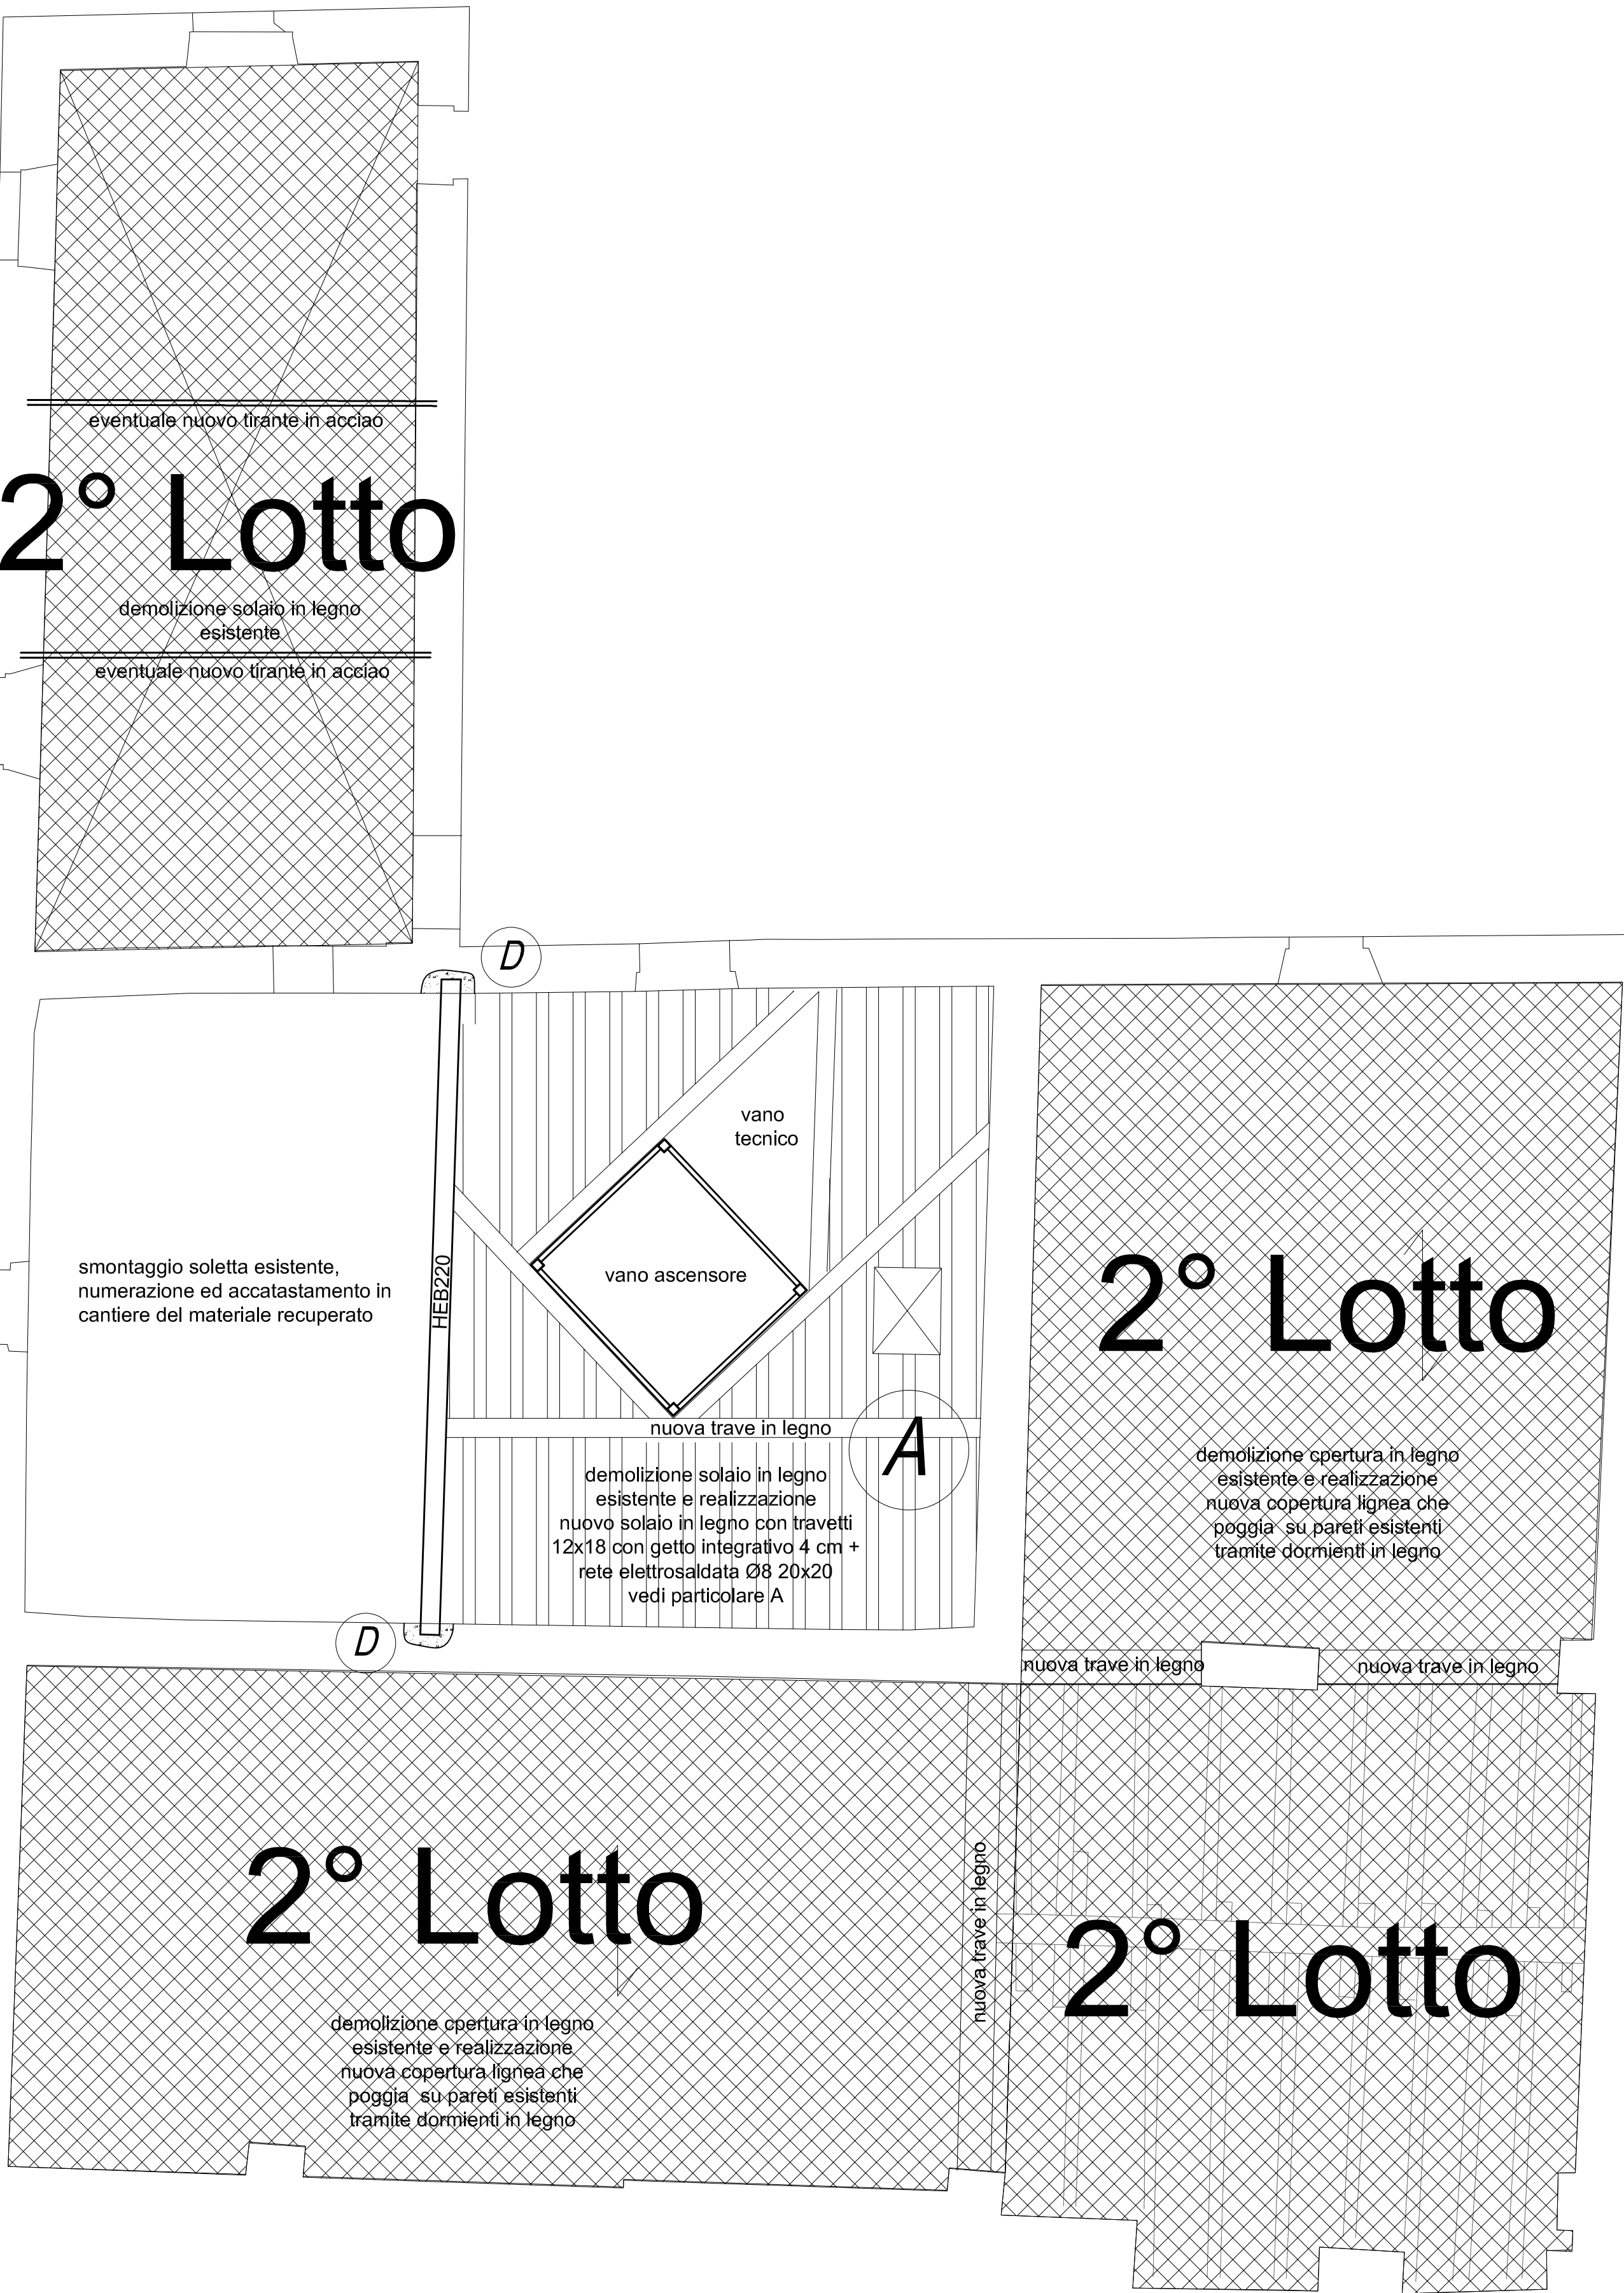 eventuale nuovo tirante in acciao
2° Lotto
demolizione solaio in legno
esistente
eventuale nuovo tirante in acciao
D
vano
tecnico
vano ascensore
HEB220
smontaggio soletta esistente,
numerazione ed accatastamento in
cantiere del materiale recuperato
2° Lotto
nuova trave in legno
A
demolizione solaio in legno
esistente e realizzazione
nuovo solaio in legno con travetti
12x18 con getto integrativo 4 cm +
rete elettrosaldata Ø8 20x20
vedi particolare A
demolizione cpertura in legno
esistente e realizzazione
nuova copertura lignea che
poggia su pareti esistenti
tramite dormienti in legno
D
nuova trave in legno
nuova trave in legno
2° Lotto
nuova trave in legno
2° Lotto
demolizione cpertura in legno
esistente e realizzazione
nuova copertura lignea che
poggia su pareti esistenti
tramite dormienti in legno